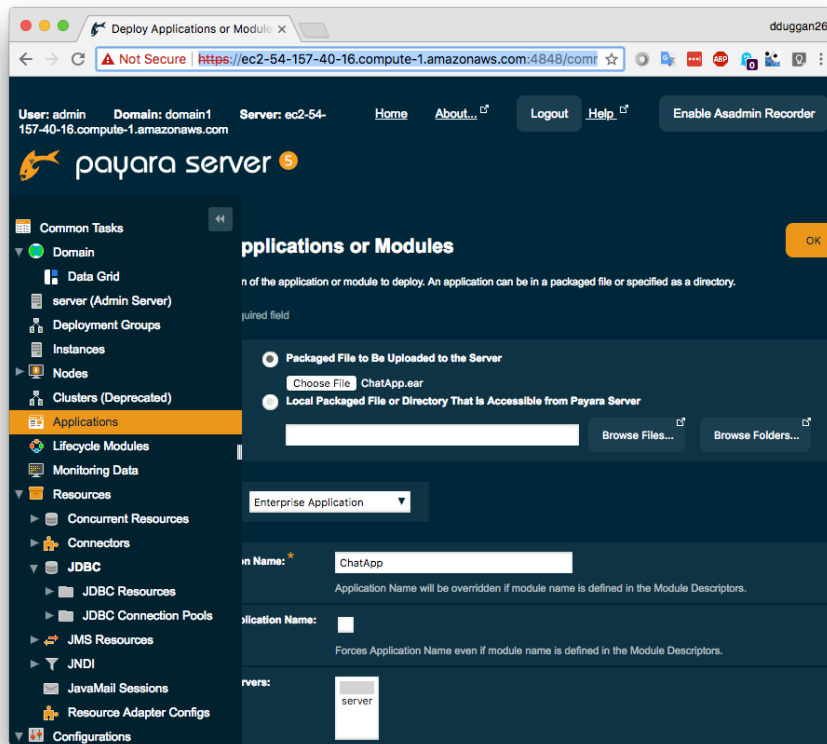 Deploy Applications or Module
dduggan26
Not Secure https://ec2-54-157-40-16.compute-1.amazonaws.com:4848/comr
ABP
0
User: admin Domain: domain1 Server: ec2-54-
157-40-16.compute-1.amazonaws.com
Home About... Logout Help Enable Asadmin Recorder
payara server 5
Common Tasks
Domain
Data Grid
server (Admin Server)
Deployment Groups
Instances
Nodes
Clusters (Deprecated)
Applications
Lifecycle Modules
Monitoring Data
Resources
Concurrent Resources
Connectors
JDBC
JDBC Resources
JDBC Connection Pools
JMS Resources
JNDI
JavaMail Sessions
Resource Adapter Configs
Configurations
pplications or Modules
OK
n of the application or module to deploy. An application can be in a packaged file or specified as a directory.
quired field
Packaged File to Be Uploaded to the Server
Choose File ChatApp.ear
Local Packaged File or Directory That Is Accessible from Payara Server
Browse Files... Browse Folders...
Enterprise Application
on Name: * ChatApp
Application Name will be overridden if module name is defined in the Module Descriptors.
plication Name:
Forces Application Name even if module name is defined in the Module Descriptors.
rvers:
server